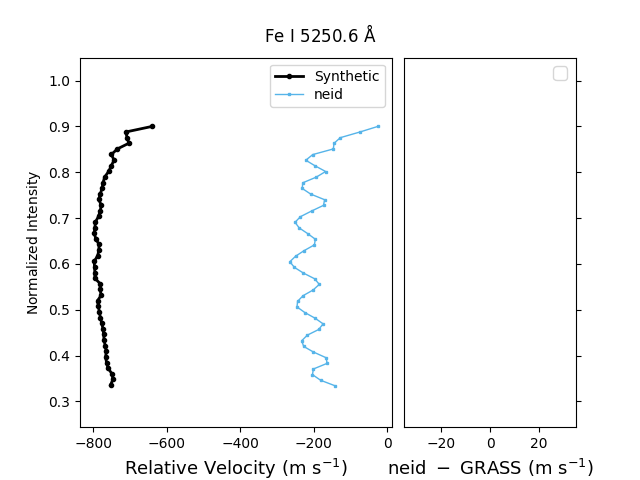 Fe I 5250.6 Å
Synthetic
neid
Normalized Intensity
1.0
0.9
0.8
0.7
0.6
0.5
0.4
0.3
−800 −600 −400 −200 0
−20 0 20
Relative Velocity (m s⁻¹)
neid − GRASS (m s⁻¹)